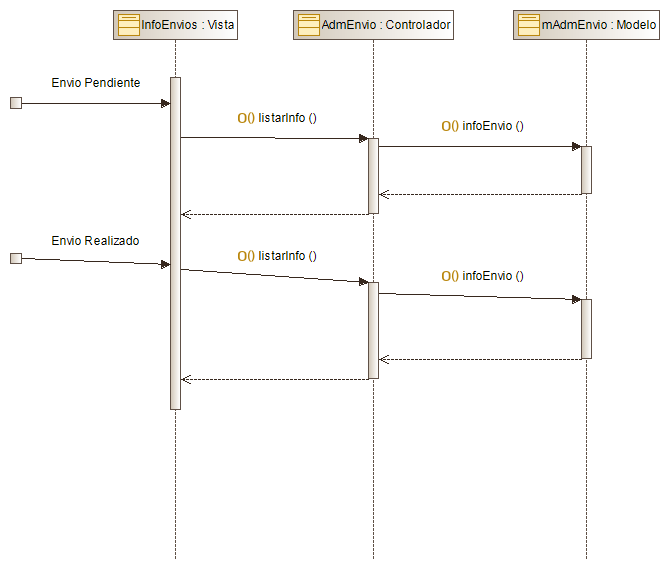 InfoEnvios : Vista
AdmEnvio : Controlador
mAdmEnvio : Modelo
Envio Pendiente
O() listarInfo ()
O() infoEnvio ()
Envio Realizado
O() listarInfo ()
O() infoEnvio ()